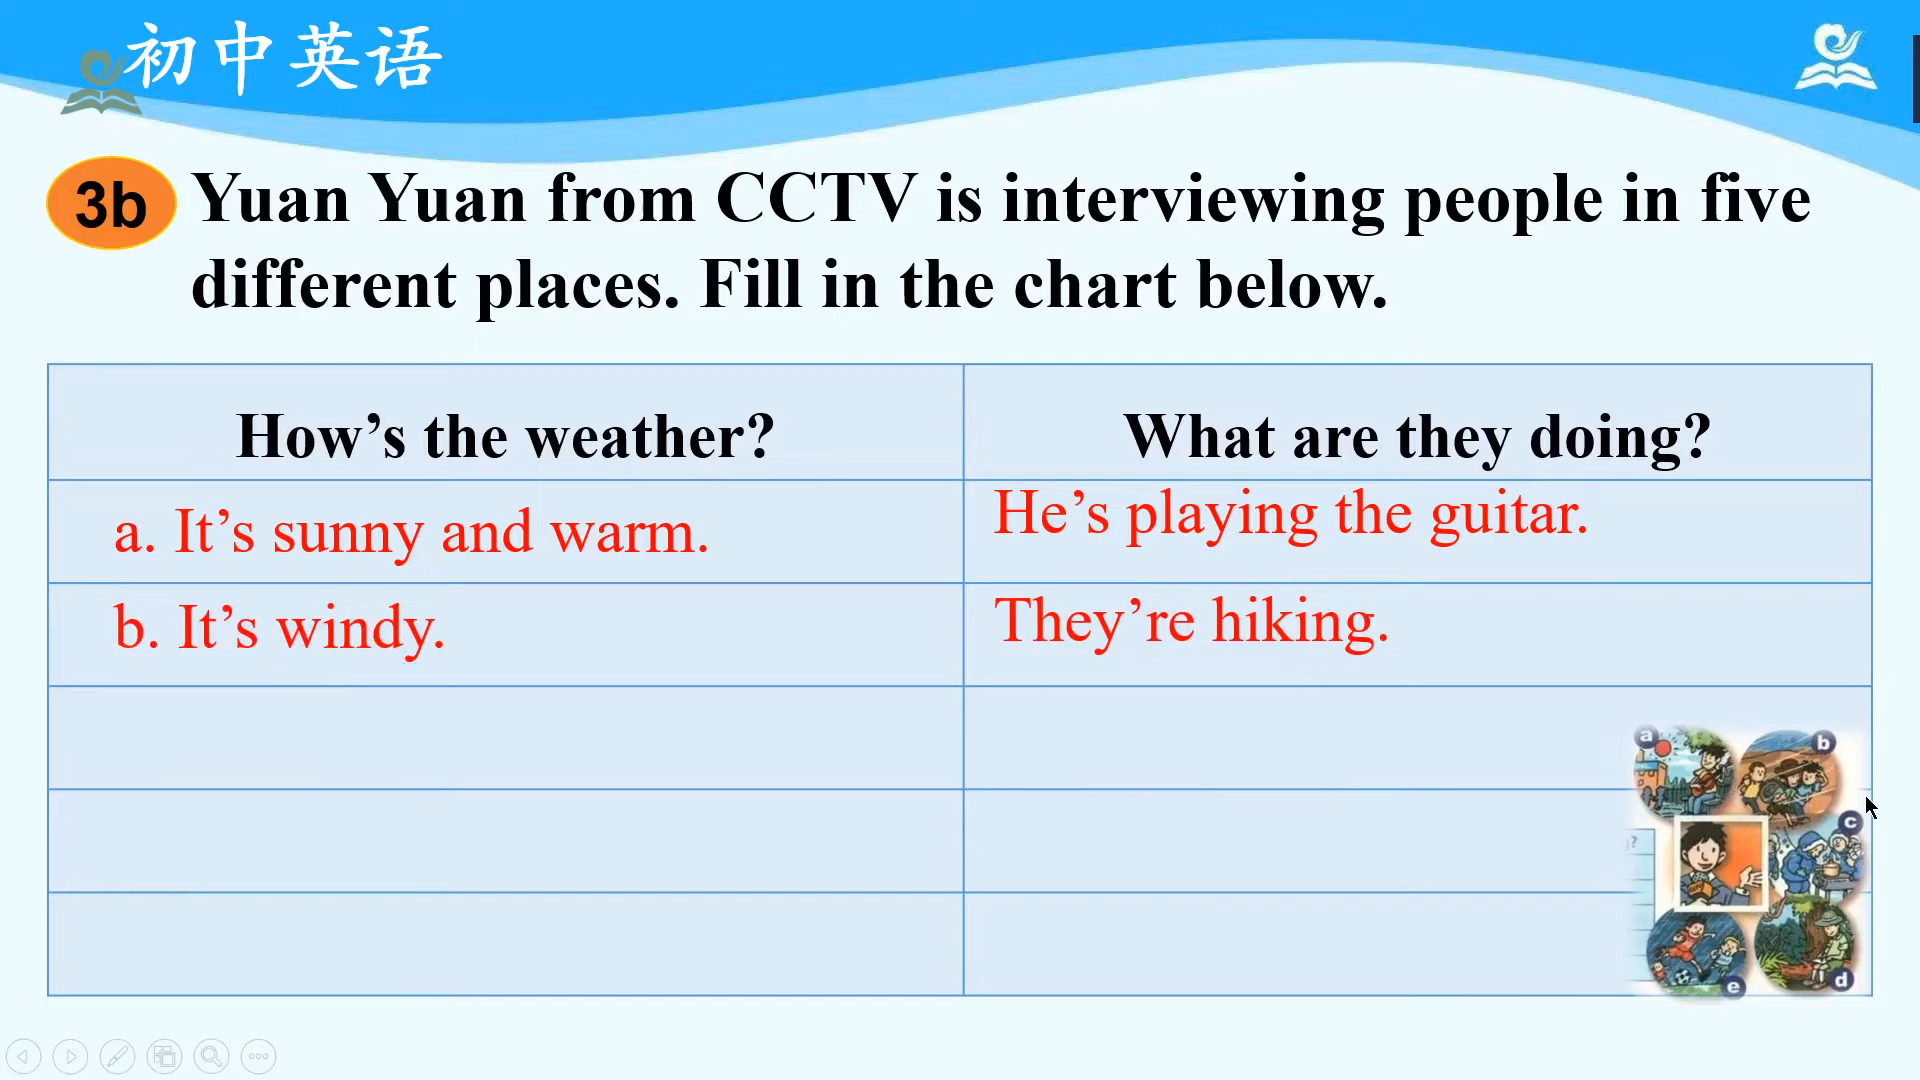 初中英语
3b Yuan Yuan from CCTV is interviewing people in five
different places. Fill in the chart below.
How’s the weather?
What are they doing?
a. It’s sunny and warm.
He’s playing the guitar.
b. It’s windy.
They’re hiking.
a
b
c
?
d
e